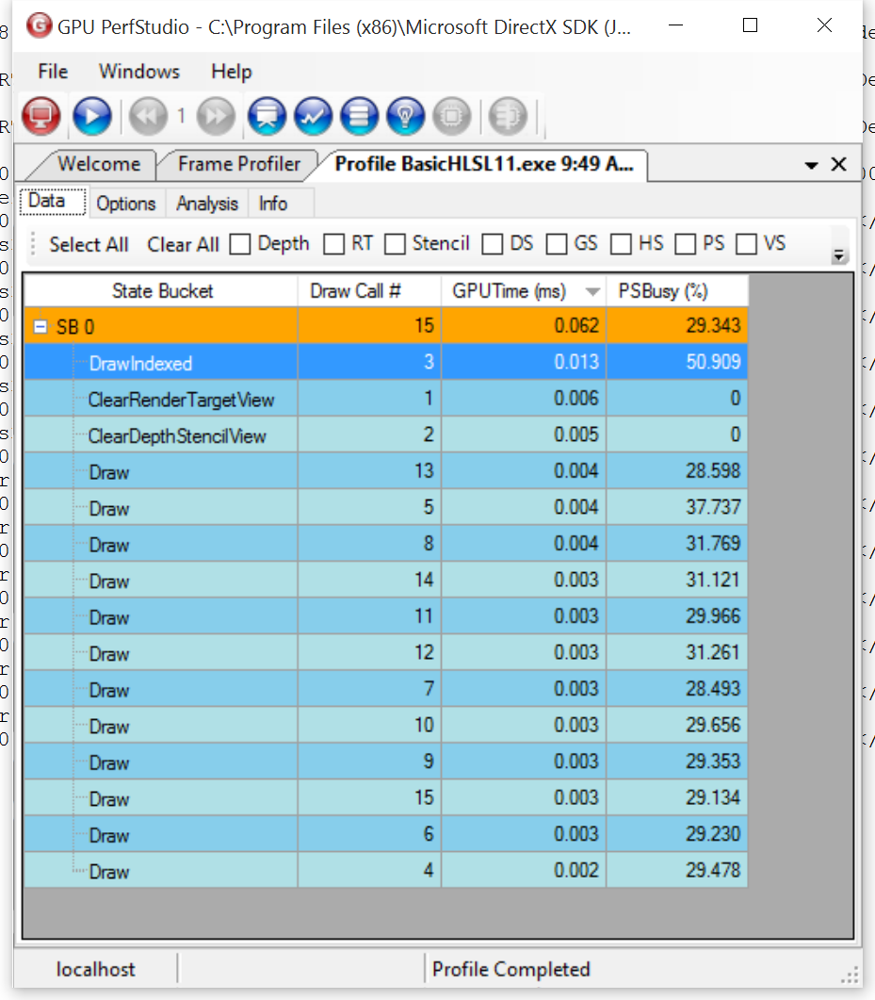 GPU PerfStudio - C:\Program Files (x86)\Microsoft DirectX SDK (J...
File Windows Help
1
Welcome Frame Profiler Profile BasicHLSL11.exe 9:49 A...
Data Options Analysis Info
Select All Clear All Depth RT Stencil DS GS HS PS VS
State Bucket Draw Call # GPUTime (ms) PSBusy (%)
SB 0 15 0.062 29.343
DrawIndexed 3 0.013 50.909
ClearRenderTargetView 1 0.006 0
ClearDepthStencilView 2 0.005 0
Draw 13 0.004 28.598
Draw 5 0.004 37.737
Draw 8 0.004 31.769
Draw 14 0.003 31.121
Draw 11 0.003 29.966
Draw 12 0.003 31.261
Draw 7 0.003 28.493
Draw 10 0.003 29.656
Draw 9 0.003 29.353
Draw 15 0.003 29.134
Draw 6 0.003 29.230
Draw 4 0.002 29.478
localhost Profile Completed